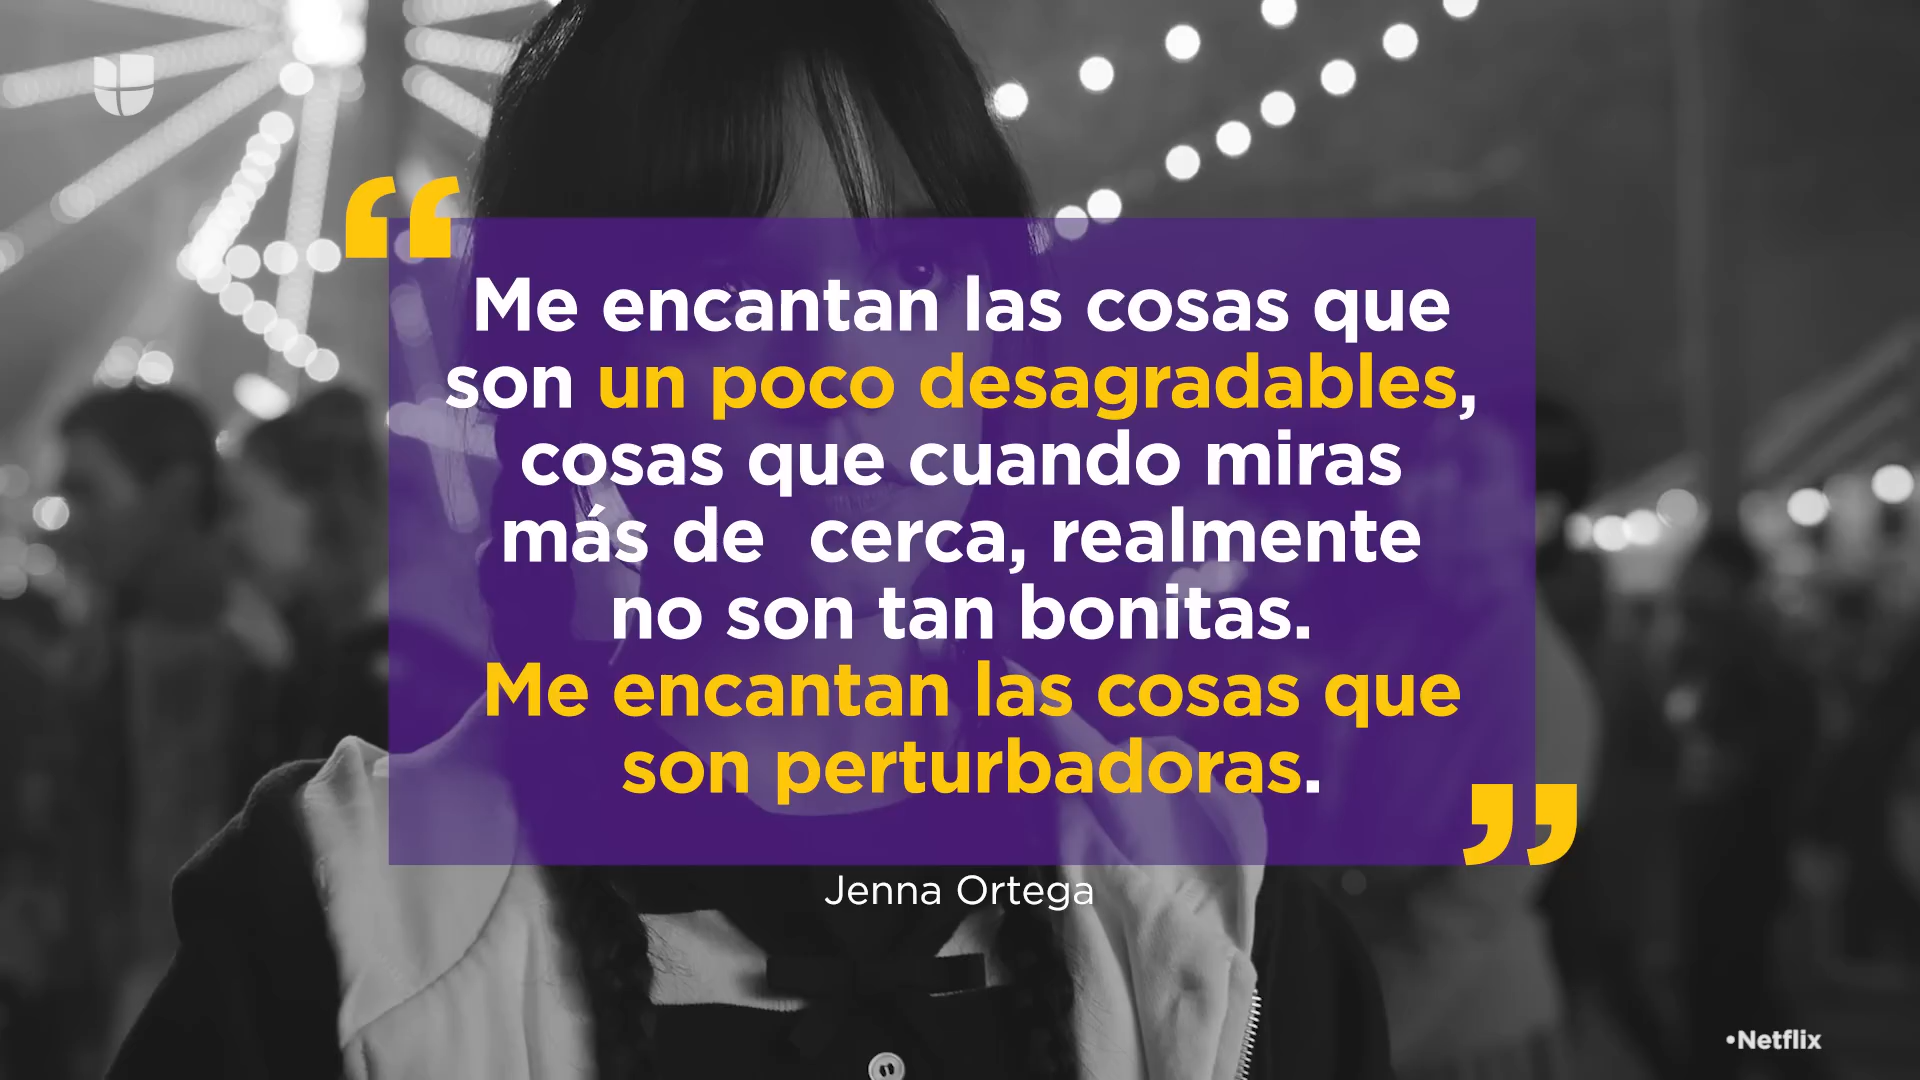 “
Me encantan las cosas que
son un poco desagradables,
cosas que cuando miras
más de  cerca, realmente
no son tan bonitas.
Me encantan las cosas que
son perturbadoras.
”
Jenna Ortega
•Netflix